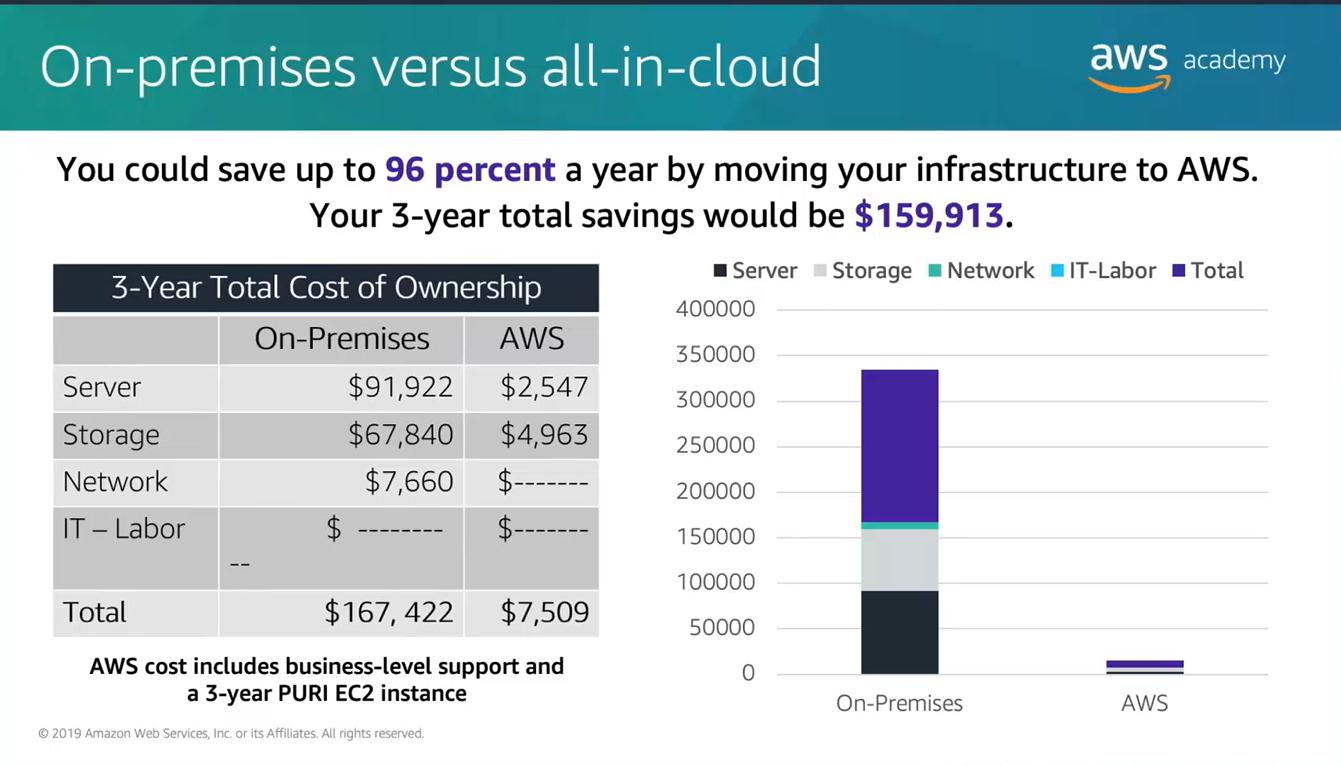 On-premises versus all-in-cloud
aws academy
You could save up to 96 percent a year by moving your infrastructure to AWS.
Your 3-year total savings would be $159,913.
3-Year Total Cost of Ownership
On-Premises AWS
Server $91,922 $2,547
Storage $67,840 $4,963
Network $7,660 $-------
IT – Labor $ -------- $-------
--
Total $167, 422 $7,509
AWS cost includes business-level support and
a 3-year PURI EC2 instance
Server Storage Network IT-Labor Total
400000
350000
300000
250000
200000
150000
100000
50000
0
On-Premises AWS
© 2019 Amazon Web Services, Inc. or its Affiliates. All rights reserved.